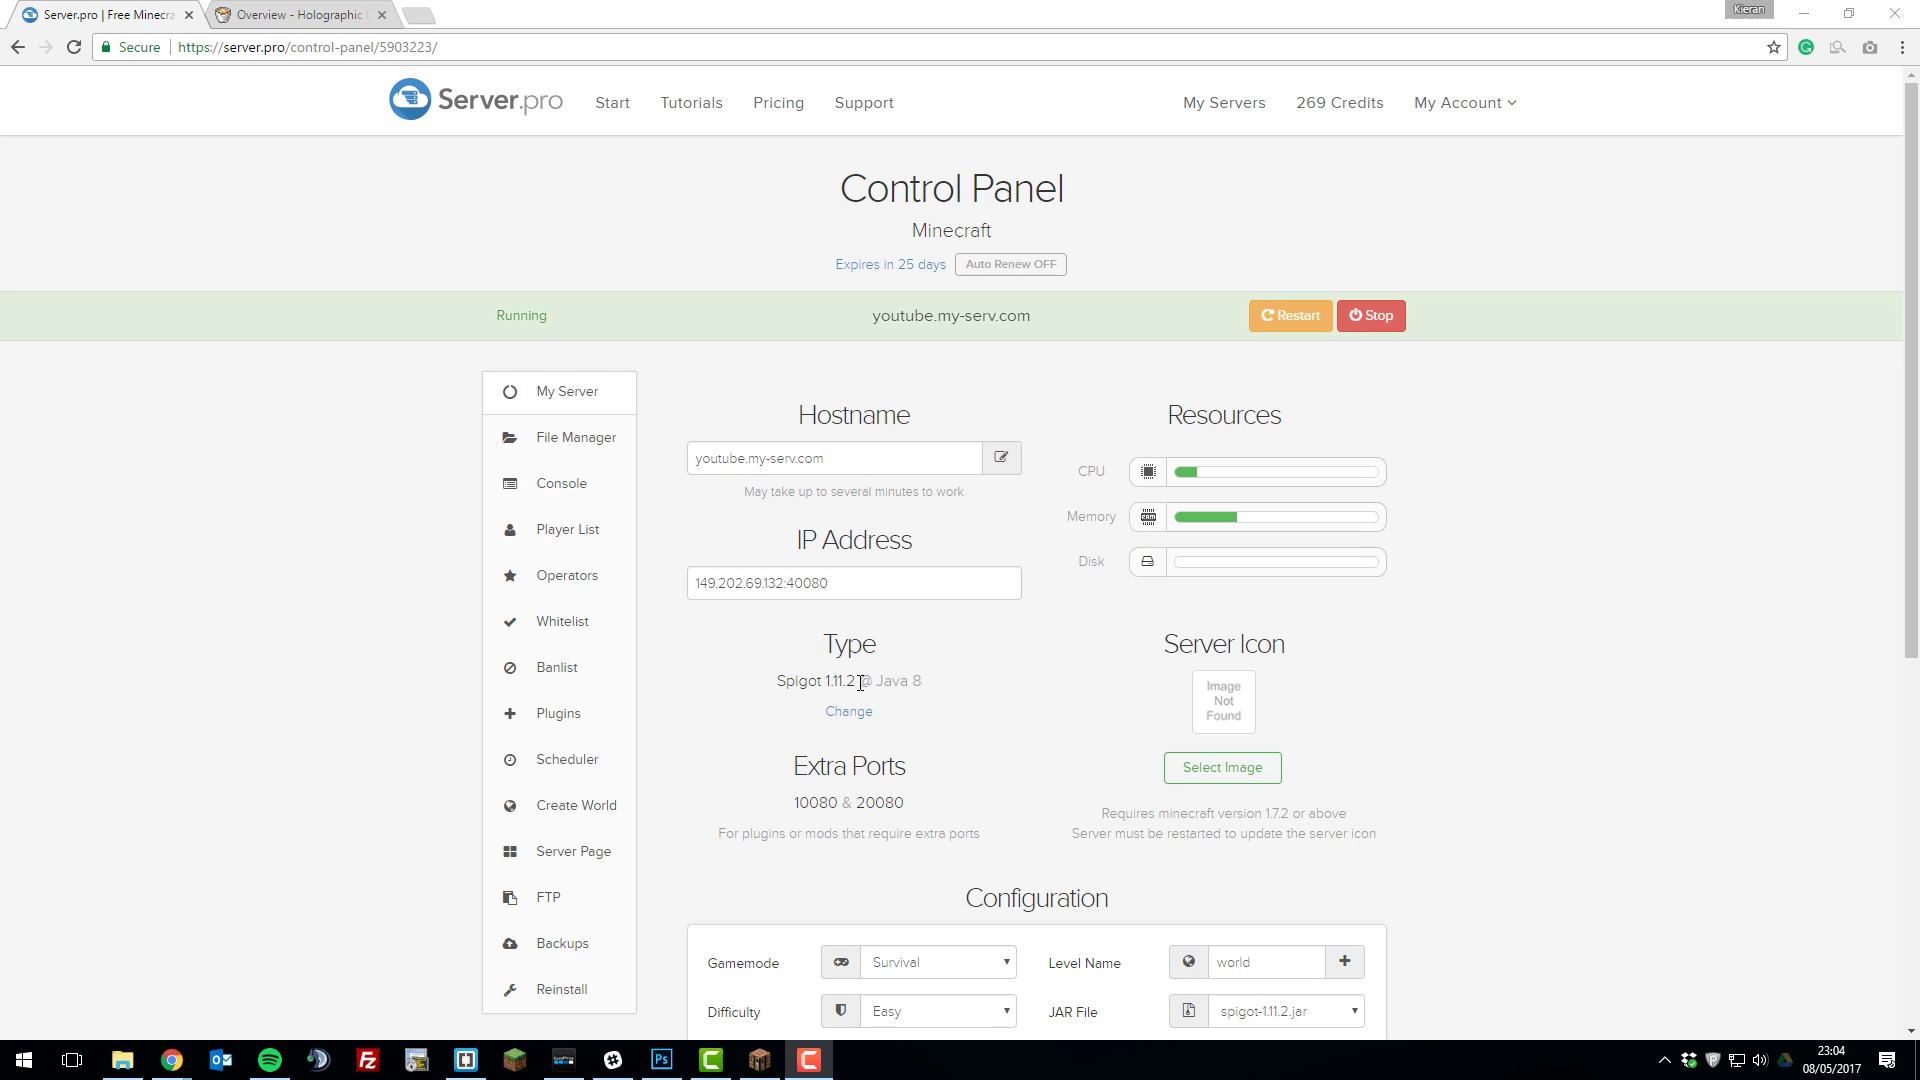 Server.pro | Free Minecra
Overview - Holographic
Kieran
Secure
https://server.pro/control-panel/5903223/
Server.pro
Start
Tutorials
Pricing
Support
My Servers
269 Credits
My Account
Control Panel
Minecraft
Expires in 25 days
Auto Renew OFF
Running
youtube.my-serv.com
Restart
Stop
My Server
File Manager
Console
Player List
Operators
Whitelist
Banlist
Plugins
Scheduler
Create World
Server Page
FTP
Backups
Reinstall
Hostname
youtube.my-serv.com
May take up to several minutes to work
IP Address
149.202.69.132:40080
Type
Spigot 1.11.2 @ Java 8
Change
Extra Ports
10080 & 20080
For plugins or mods that require extra ports
Resources
CPU
Memory
Disk
Server Icon
Image
Not
Found
Select Image
Requires minecraft version 1.7.2 or above
Server must be restarted to update the server icon
Configuration
Gamemode
Survival
Level Name
world
Difficulty
Easy
JAR File
spigot-1.11.2.jar
23:04
08/05/2017